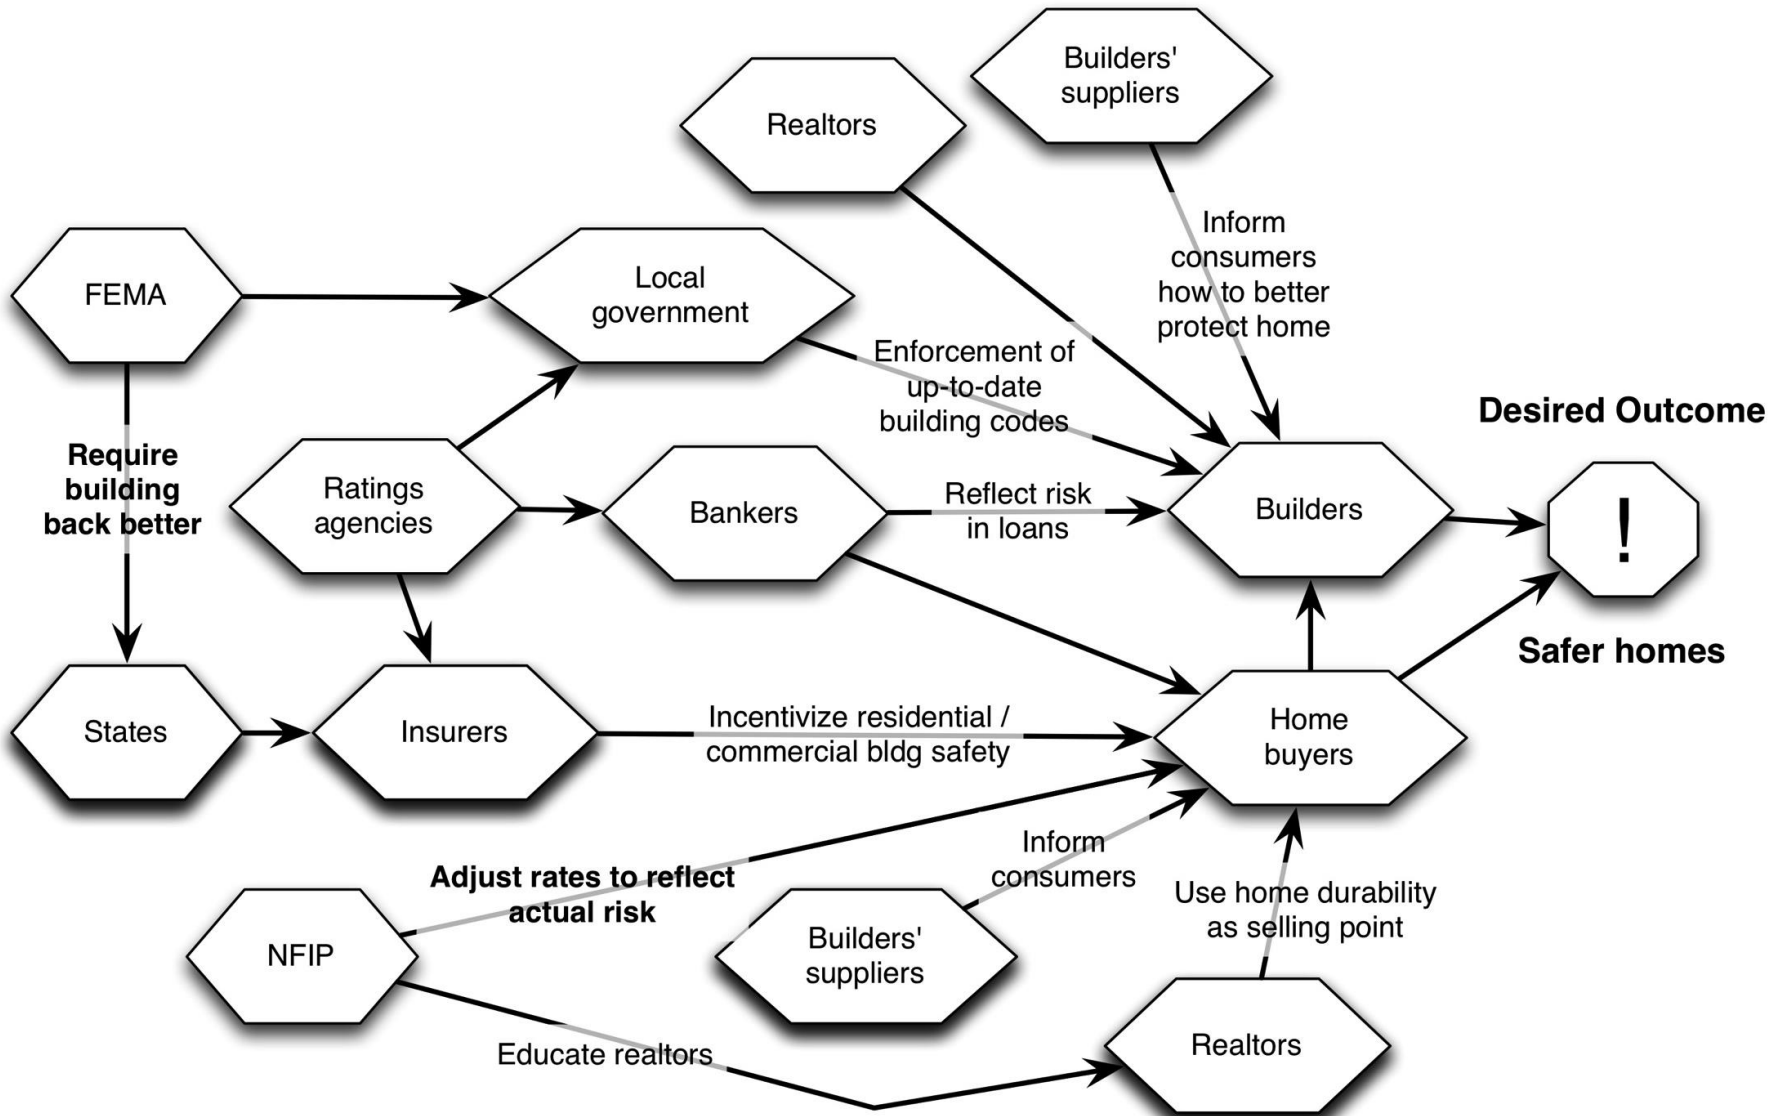 Builders'
suppliers
Realtors
Inform
consumers
how to better
protect home
FEMA
Local
government
Enforcement of
up-to-date
building codes
Desired Outcome
Require
building
back better
Ratings
agencies
Bankers
Reflect risk
in loans
Builders
!
Safer homes
States
Insurers
Incentivize residential /
commercial bldg safety
Home
buyers
Adjust rates to reflect
actual risk
Inform
consumers
Use home durability
as selling point
NFIP
Builders'
suppliers
Educate realtors
Realtors